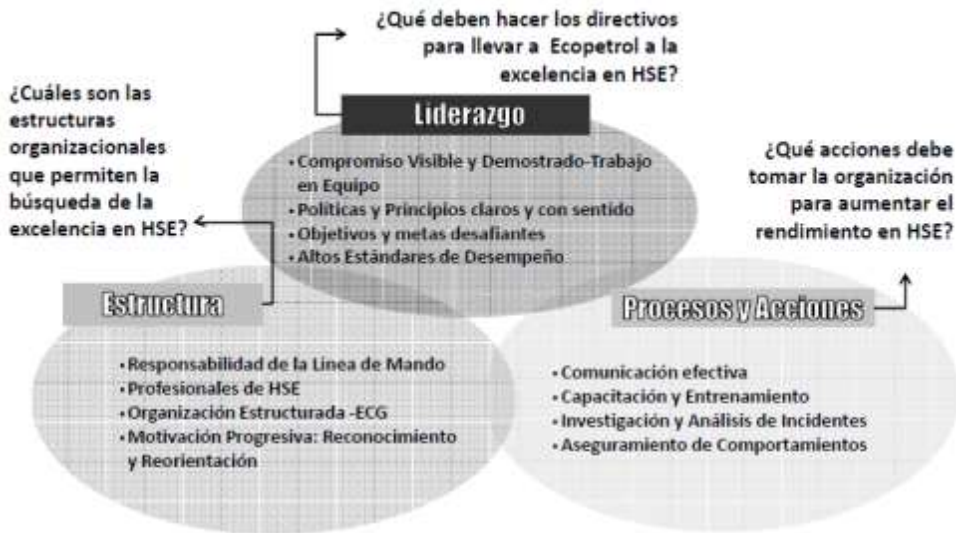 ¿Qué deben hacer los directivos
para llevar a Ecopetrol a la
excelencia en HSE?
¿Cuáles son las
estructuras
organizacionales
que permiten la
búsqueda de la
excelencia en HSE?
Liderazgo
• Compromiso Visible y Demostrado-Trabajo
en Equipo
• Políticas y Principios claros y con sentido
• Objetivos y metas desafiantes
• Altos Estándares de Desempeño
¿Qué acciones debe
tomar la organización
para aumentar el
rendimiento en HSE?
Estructura
• Responsabilidad de la Linea de Mando
• Profesionales de HSE
• Organización Estructurada -ECG
• Motivación Progresiva: Reconocimiento
y Reorientación
Procesos y Acciones
• Comunicación efectiva
• Capacitación y Entrenamiento
• Investigación y Análisis de Incidentes
• Aseguramiento de Comportamientos